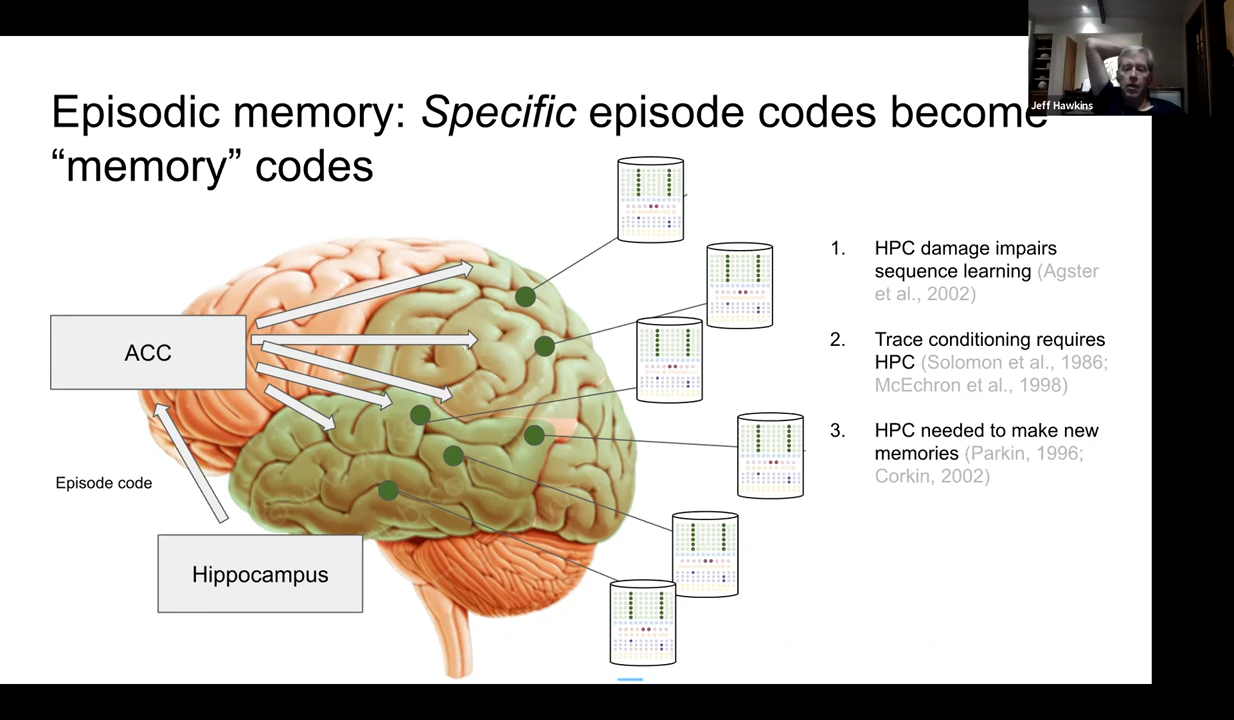 Jeff Hawkins
Episodic memory: Specific episode codes become
“memory” codes
1. HPC damage impairs
sequence learning (Agster
et al., 2002)
2. Trace conditioning requires
HPC (Solomon et al., 1986;
McEchron et al., 1998)
3. HPC needed to make new
memories (Parkin, 1996;
Corkin, 2002)
ACC
Episode code
Hippocampus